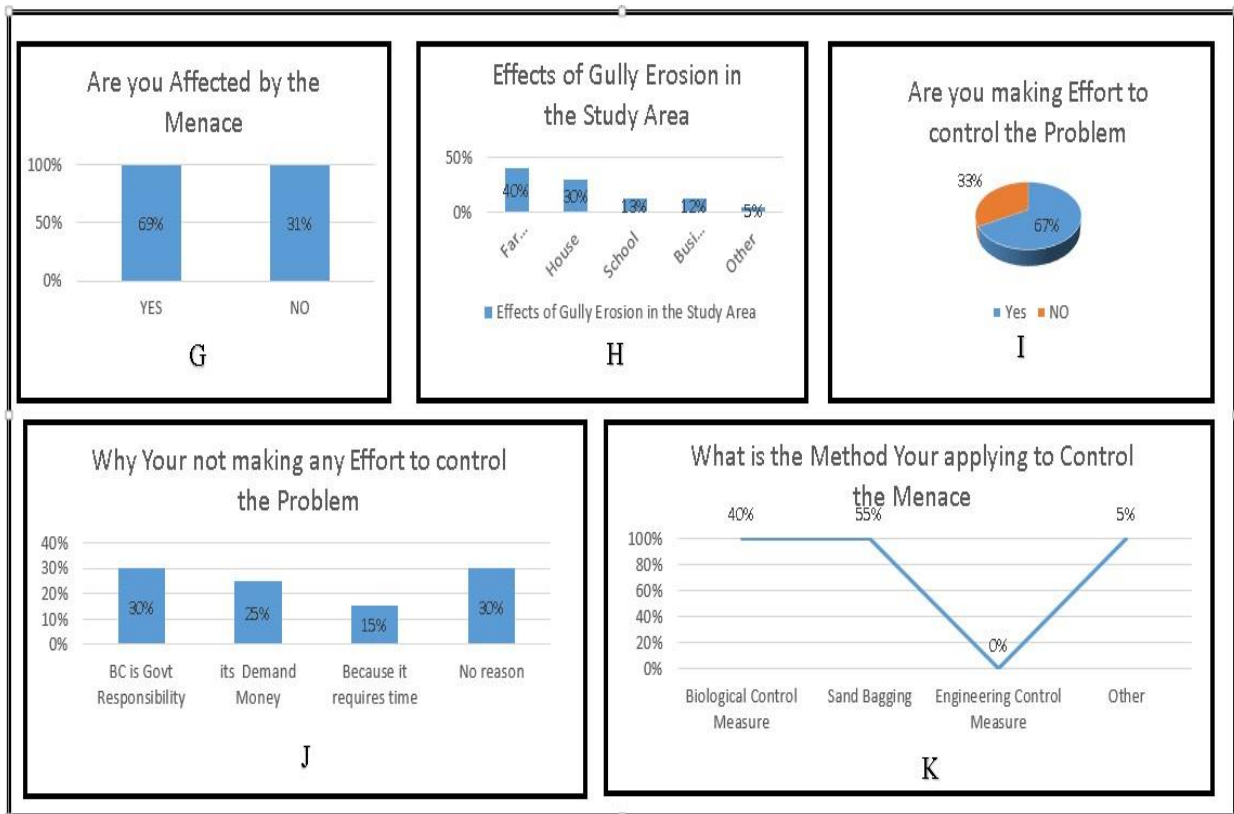 Are you Affected by the
Menace
100%
50%
0%
69%
31%
YES
NO
G
Effects of Gully Erosion in
the Study Area
50%
0%
40%
30%
13%
12%
5%
Far...
House
School
Busi...
Other
Effects of Gully Erosion in the Study Area
H
Are you making Effort to
control the Problem
33%
67%
Yes NO
I
Why Your not making any Effort to control
the Problem
40%
30%
20%
10%
0%
30%
25%
15%
30%
BC is Govt
Responsibility
its Demand
Money
Because it
requires time
No reason
J
What is the Method Your applying to Control
the Menace
40%
55%
0%
5%
100%
80%
60%
40%
20%
0%
Biological Control
Measure
Sand Bagging
Engineering Control
Measure
Other
K